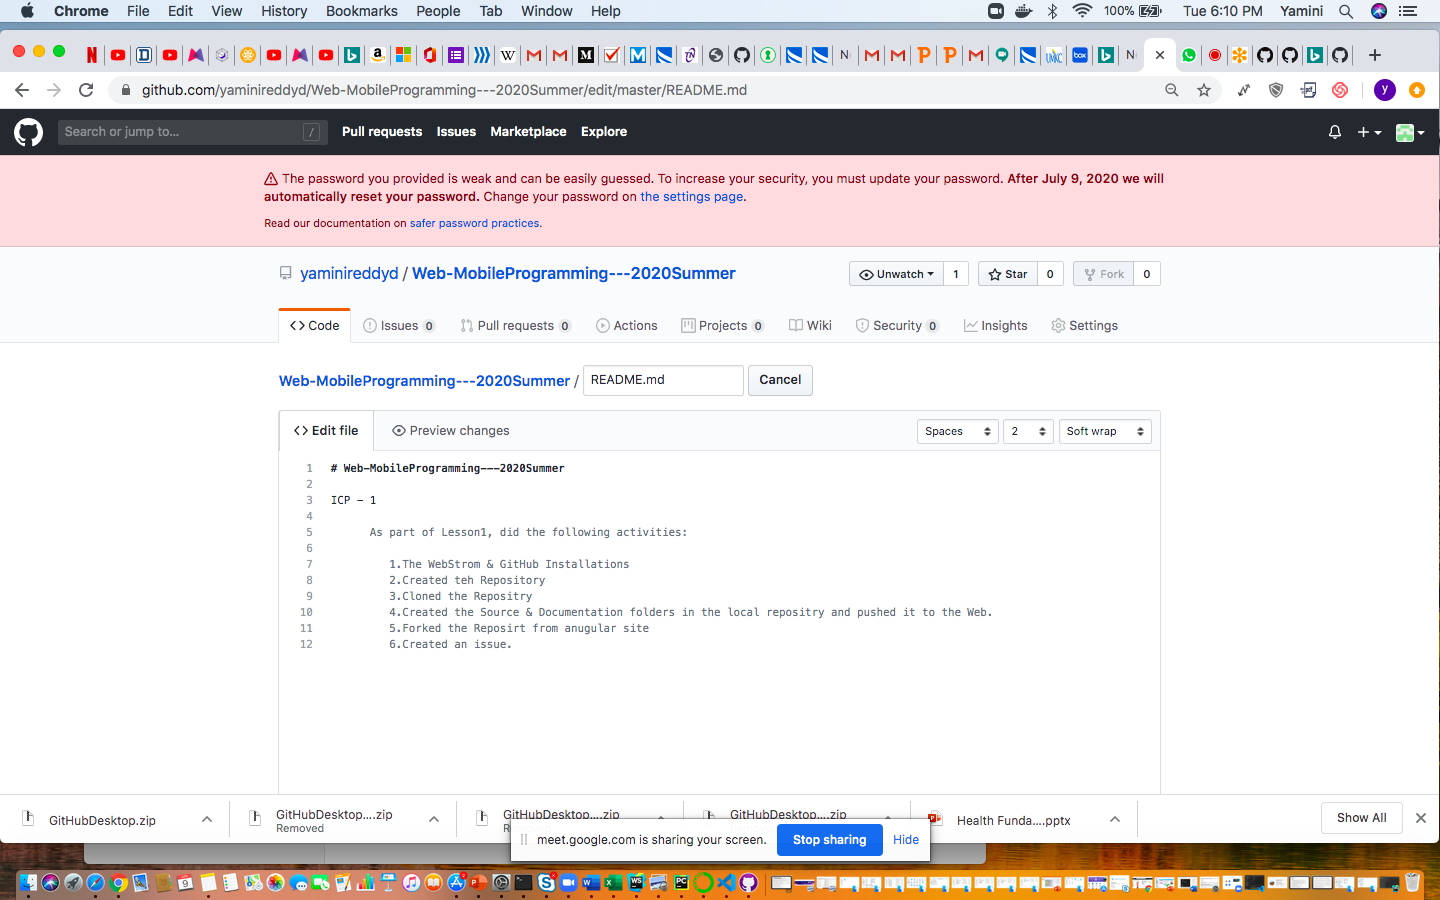 Chrome File Edit View History Bookmarks People Tab Window Help 100% Tue 6:10 PM Yamini
github.com/yaminireddyd/Web-MobileProgramming---2020Summer/edit/master/README.md
Search or jump to... / Pull requests Issues Marketplace Explore
The password you provided is weak and can be easily guessed. To increase your security, you must update your password. After July 9, 2020 we will
automatically reset your password. Change your password on the settings page.
Read our documentation on safer password practices.
yaminireddyd / Web-MobileProgramming---2020Summer Unwatch 1 Star 0 Fork 0
Code Issues 0 Pull requests 0 Actions Projects 0 Wiki Security 0 Insights Settings
Web-MobileProgramming---2020Summer / README.md Cancel
Edit file Preview changes Spaces 2 Soft wrap
1 # Web-MobileProgramming---2020Summer
2
3 ICP - 1
4
5 As part of Lesson1, did the following activities:
6
7 1.The WebStrom & GitHub Installations
8 2.Created teh Repository
9 3.Cloned the Repositry
10 4.Created the Source & Documentation folders in the local repositry and pushed it to the Web.
11 5.Forked the Reposirt from anugular site
12 6.Created an issue.
GitHubDesktop.zip
GitHubDesktop....zip
Removed
GitHubDesktop....zip
GitHubDesktop....zip
Health Funda....pptx
Show All
meet.google.com is sharing your screen. Stop sharing Hide